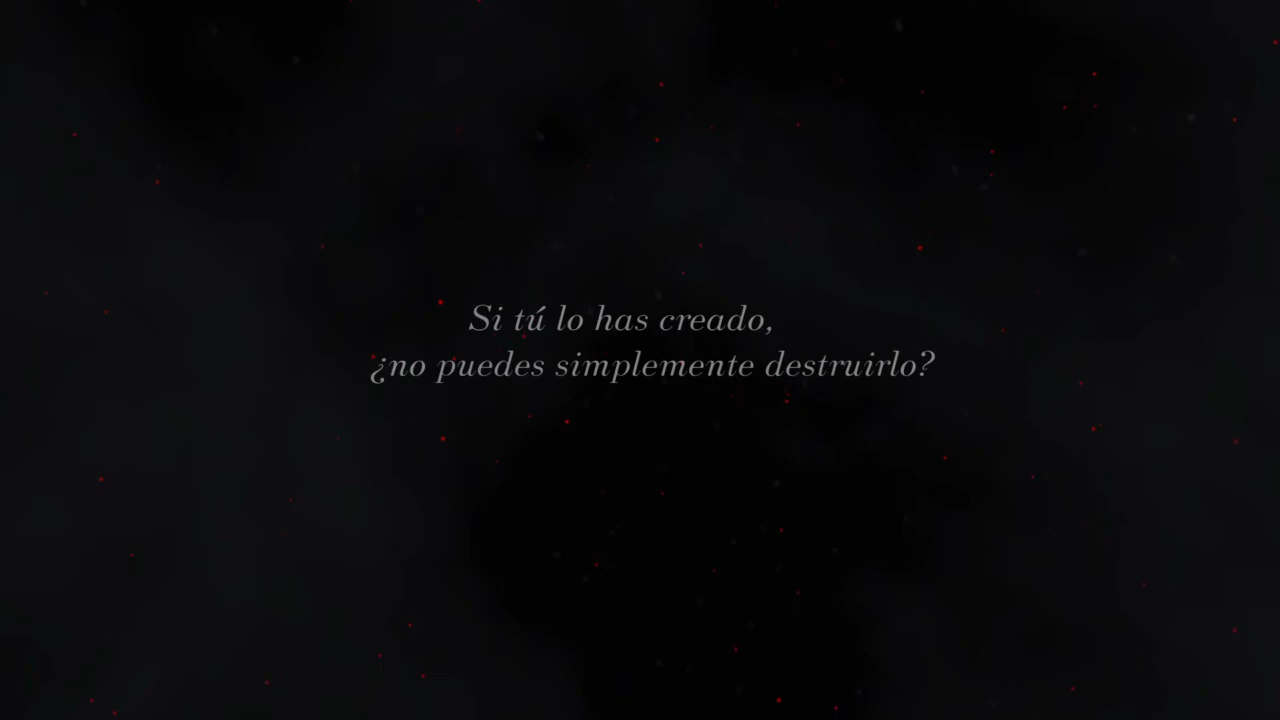 Si tú lo has creado,
¿no puedes simplemente destruirlo?